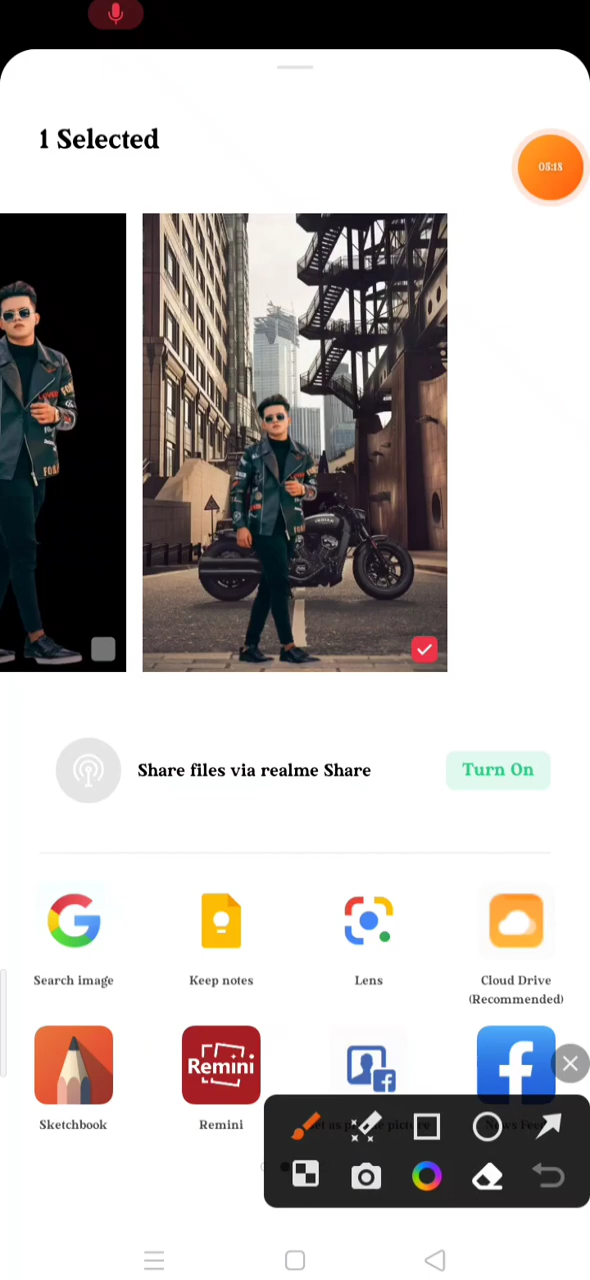 1 Selected
08:18
INDIAN
Share files via realme Share
Turn On
Search image
Keep notes
Lens
Cloud Drive
(Recommended)
Remini
Sketchbook
Remini